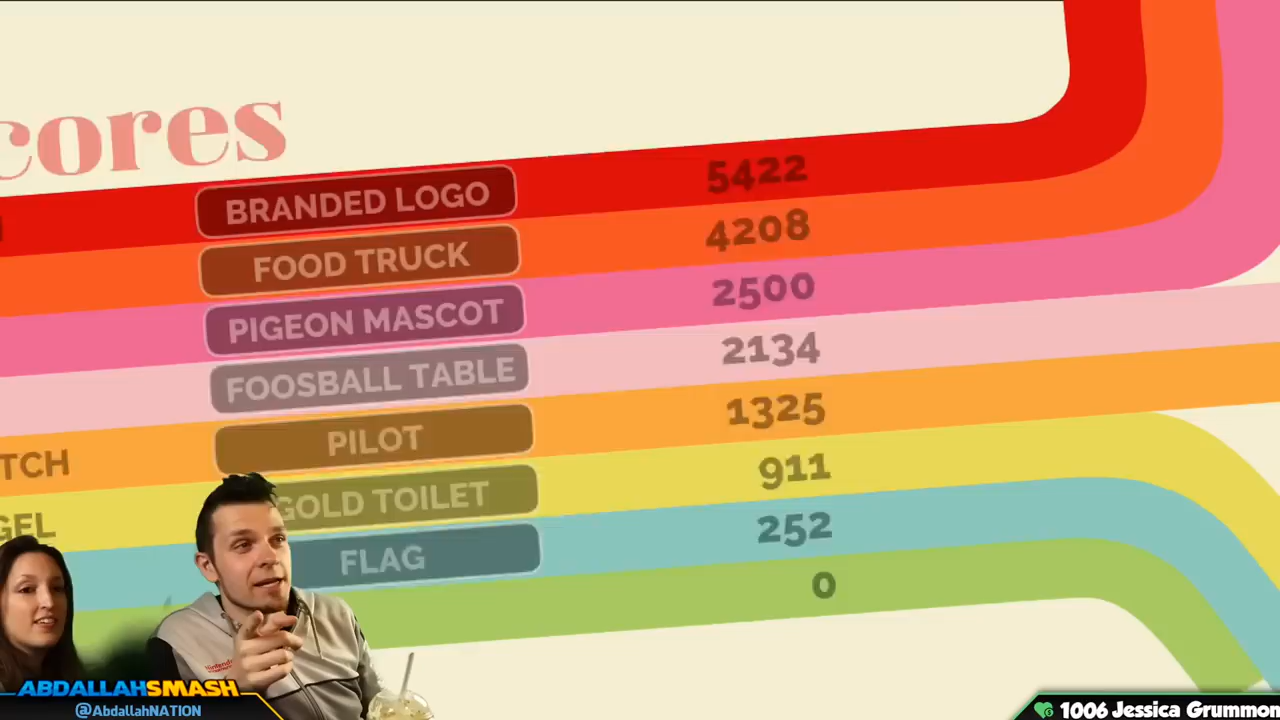 cores
BRANDED LOGO 5422
FOOD TRUCK 4208
PIGEON MASCOT 2500
FOOSBALL TABLE 2134
TCH PILOT 1325
GEL GOLD TOILET 911
FLAG 252
0
Nintendo
ABDALLAHSMASH
@AbdallahNATION
1006 Jessica Grummon